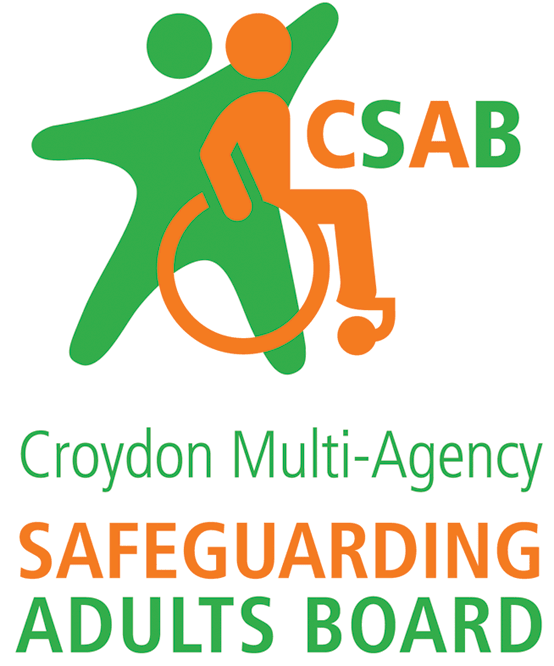 CSAB
Croydon Multi-Agency
SAFEGUARDING
ADULTS BOARD